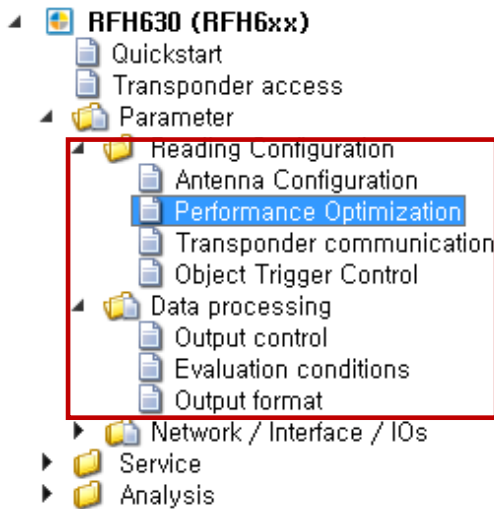 RFH630 (RFH6xx)
Quickstart
Transponder access
Parameter
Reading Configuration
Antenna Configuration
Performance Optimization
Transponder communication
Object Trigger Control
Data processing
Output control
Evaluation conditions
Output format
Network / Interface / IOs
Service
Analysis